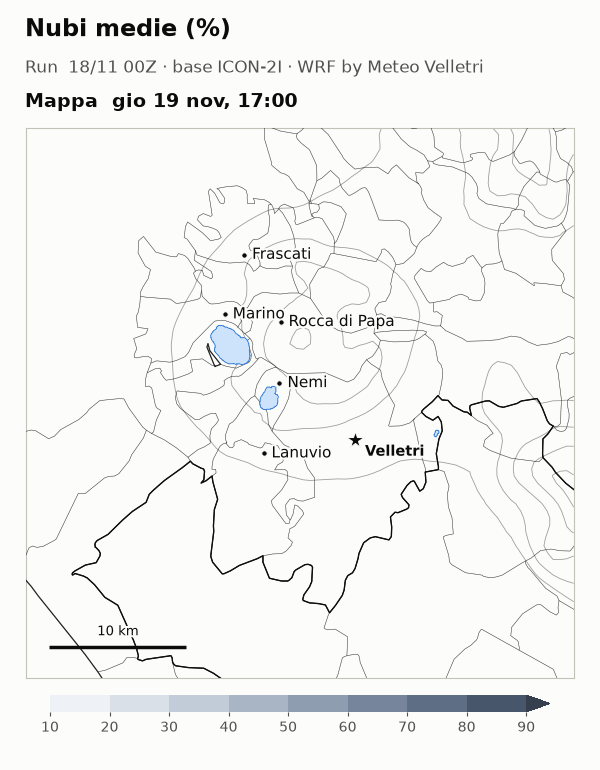 Nubi medie (%)
Run  18/11 00Z · base ICON-2I · WRF by Meteo Velletri
Mappa  gio 19 nov, 17:00
Frascati
Marino
Rocca di Papa
Nemi
Velletri
Lanuvio
10 km
10 20 30 40 50 60 70 80 90